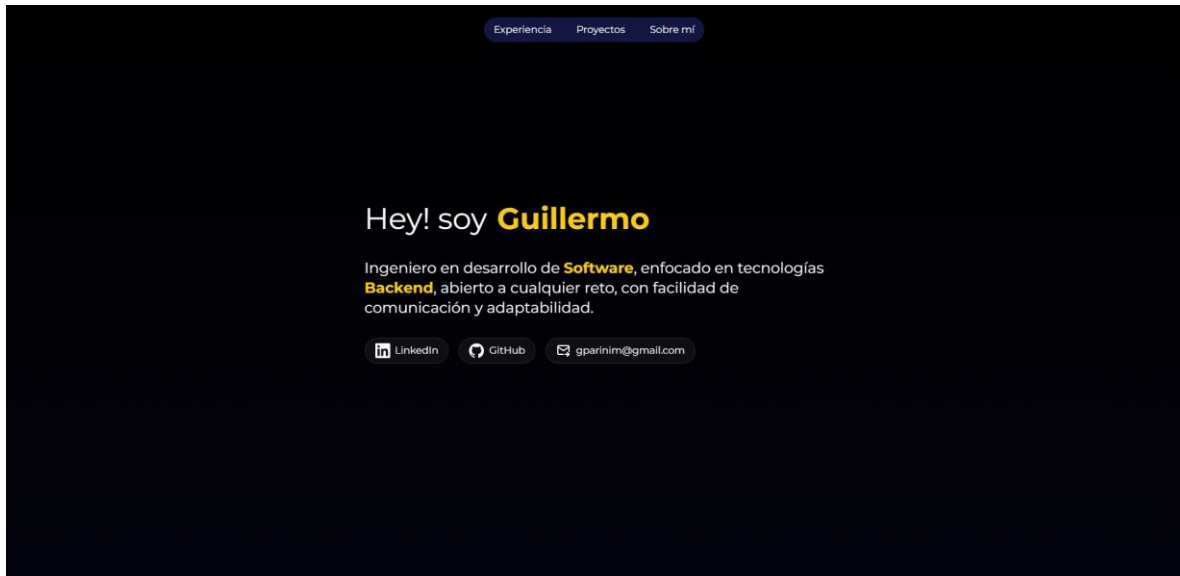 Experiencia Proyectos Sobre mí
Hey! soy Guillermo
Ingeniero en desarrollo de Software, enfocado en tecnologías
Backend, abierto a cualquier reto, con facilidad de
comunicación y adaptabilidad.
in LinkedIn GitHub gparinim@gmail.com